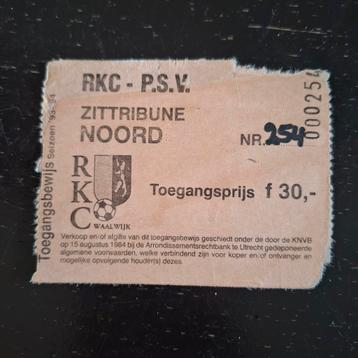 RKC - P.S.V.
ZITTRIBUNE
NOORD
NR. 254
000254
Toegangsbewijs Seizoen '93-'94
RKC
WAALWIJK
Toegangsprijs f 30,-
Verkoop en/of afgifte van dit toegangsbewijs geschiedt onder de door de KNVB
op 15 augustus 1984 bij de Arrondissementsrechtbank te Utrecht gedeponeerde
algemene voorwaarden, welke verbindend zijn voor koper en/of ontvanger en
mogelijke opvolgende houder(s) dezes.